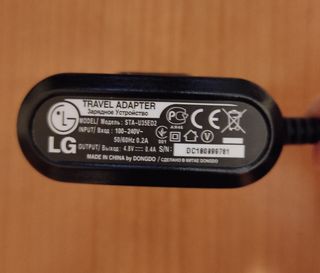 TRAVEL ADAPTER
Зарядное Устройство
MODEL/ Модель: STA-U35ED2
INPUT/ Вход: 100-240V~
50/60Hz 0.2A
LG
OUTPUT/ Выход: 4.8V 0.4A S/N:
MADE IN CHINA by DONGDO / СДЕЛАНО В КИТАЕ DONGDO